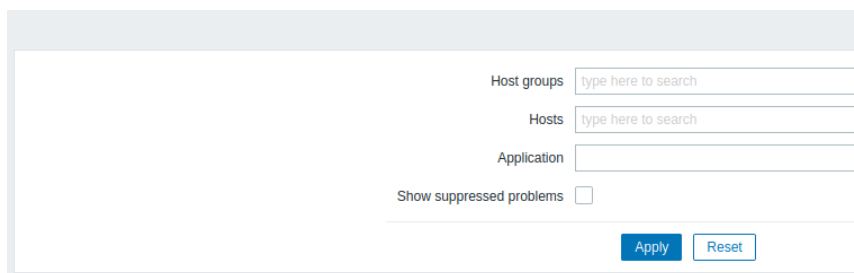 Host groups type here to search
Hosts type here to search
Application
Show suppressed problems
Apply Reset